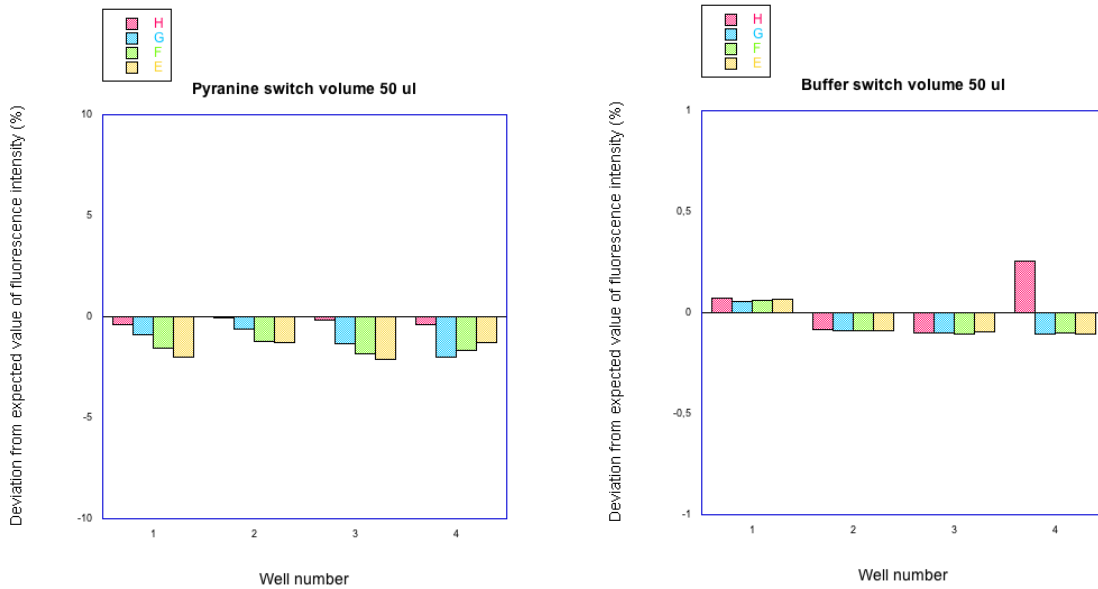 H
G
F
E
Pyranine switch volume 50 ul
Deviation from expected value of fluorescence intensity (%)
10
5
0
-5
-10
1
2
3
4
Well number
H
G
F
E
Buffer switch volume 50 ul
Deviation from expected value of fluorescence intensity (%)
1
0,5
0
-0,5
-1
1
2
3
4
Well number